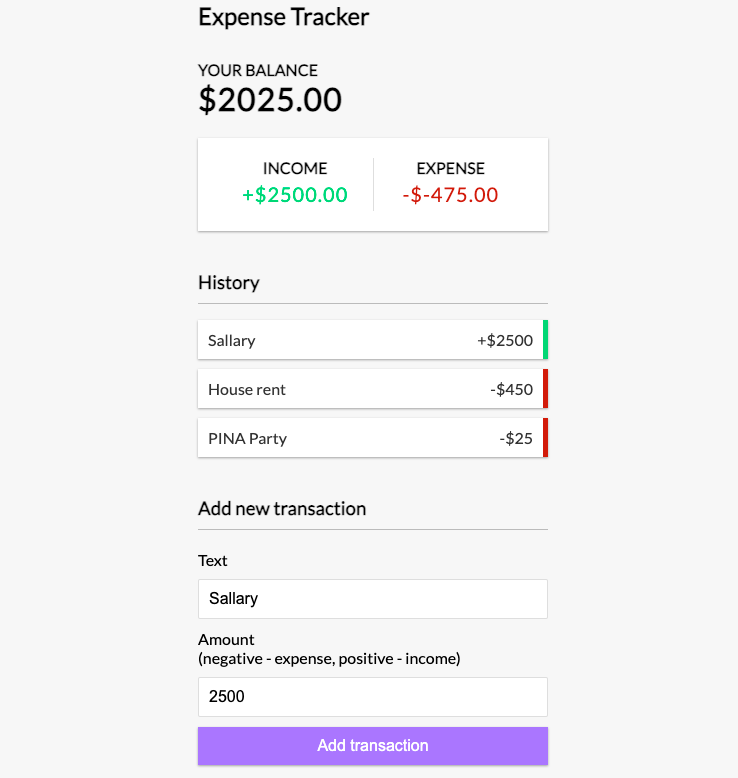 Expense Tracker
YOUR BALANCE
$2025.00
INCOME EXPENSE
+$2500.00 -$-475.00
History
Sallary +$2500
House rent -$450
PINA Party -$25
Add new transaction
Text
Sallary
Amount
(negative - expense, positive - income)
2500
Add transaction